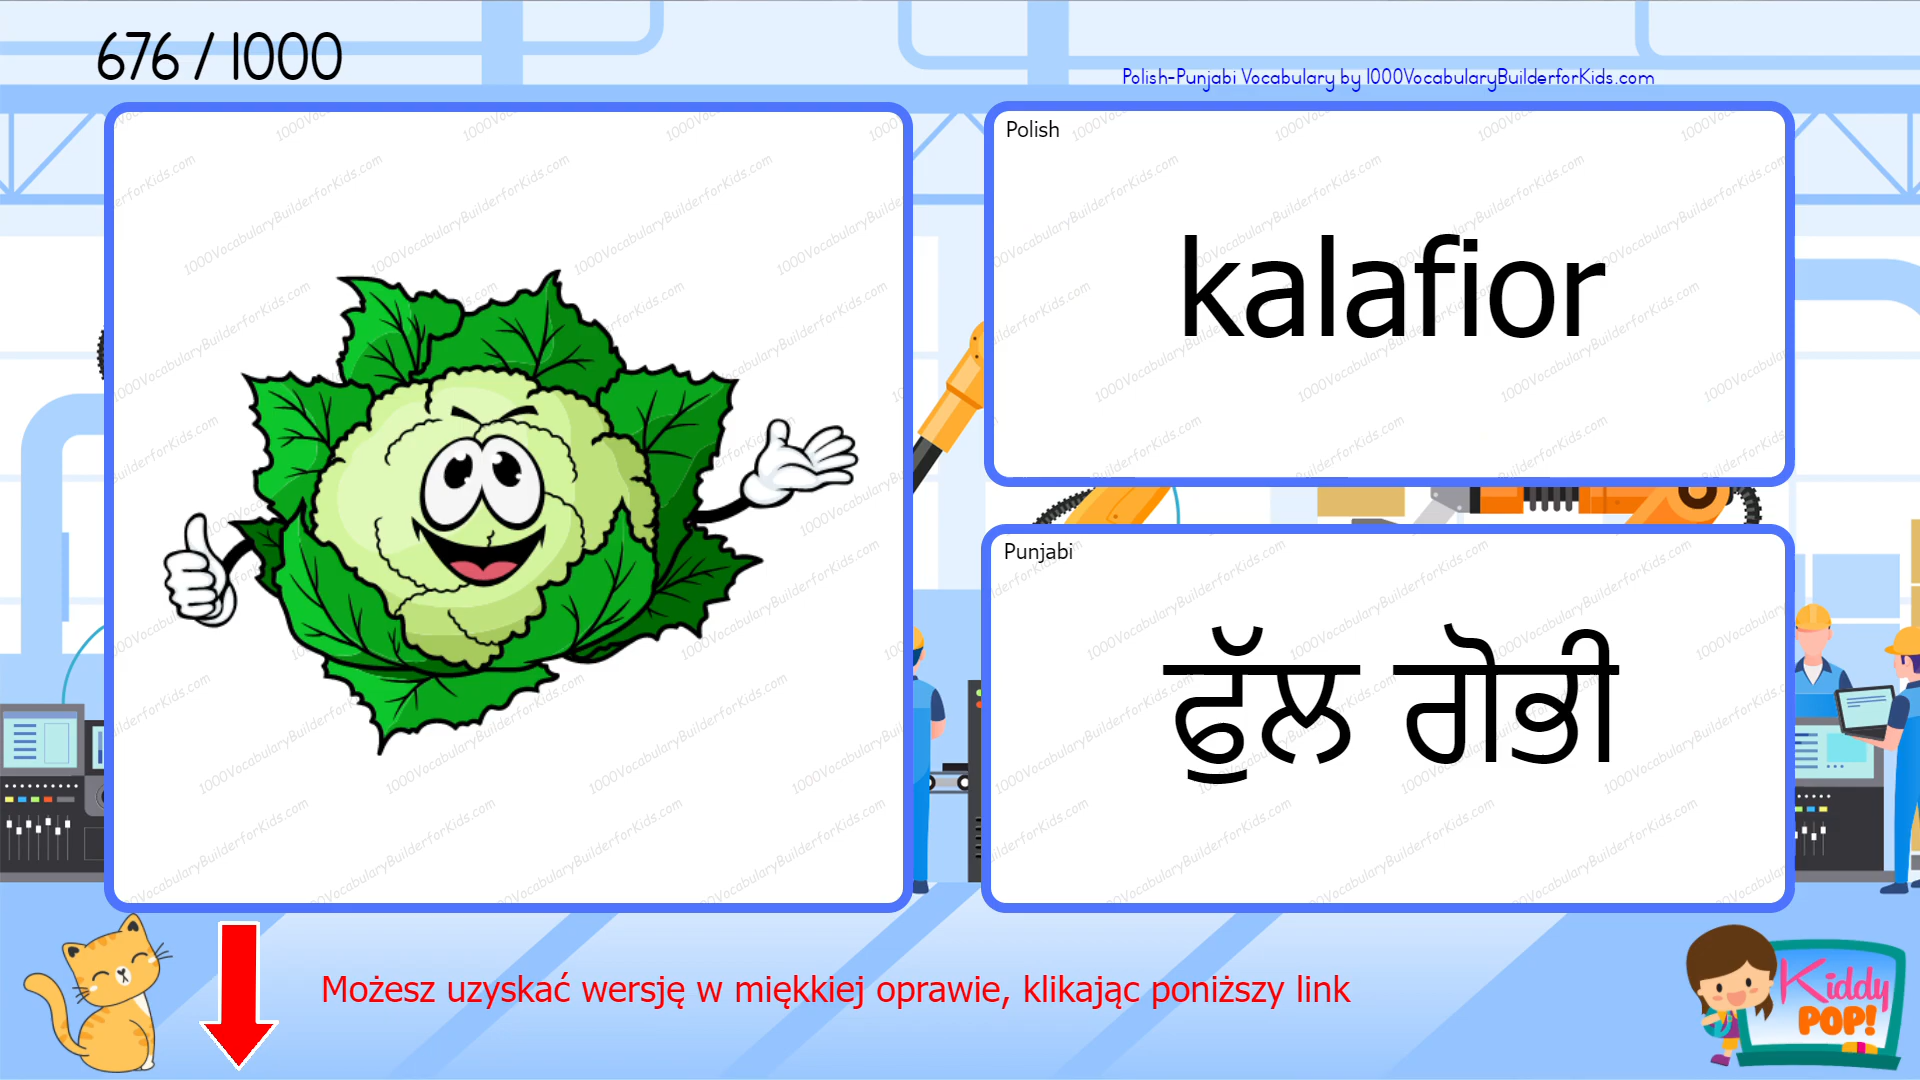 676 / 1000
Polish-Punjabi Vocabulary by 1000VocabularyBuilderforKids.com
Polish
kalafior
Punjabi
ਫੁੱਲ ਗੋਭੀ
Możesz uzyskać wersję w miękkiej oprawie, klikając poniższy link
Kiddy
POP!